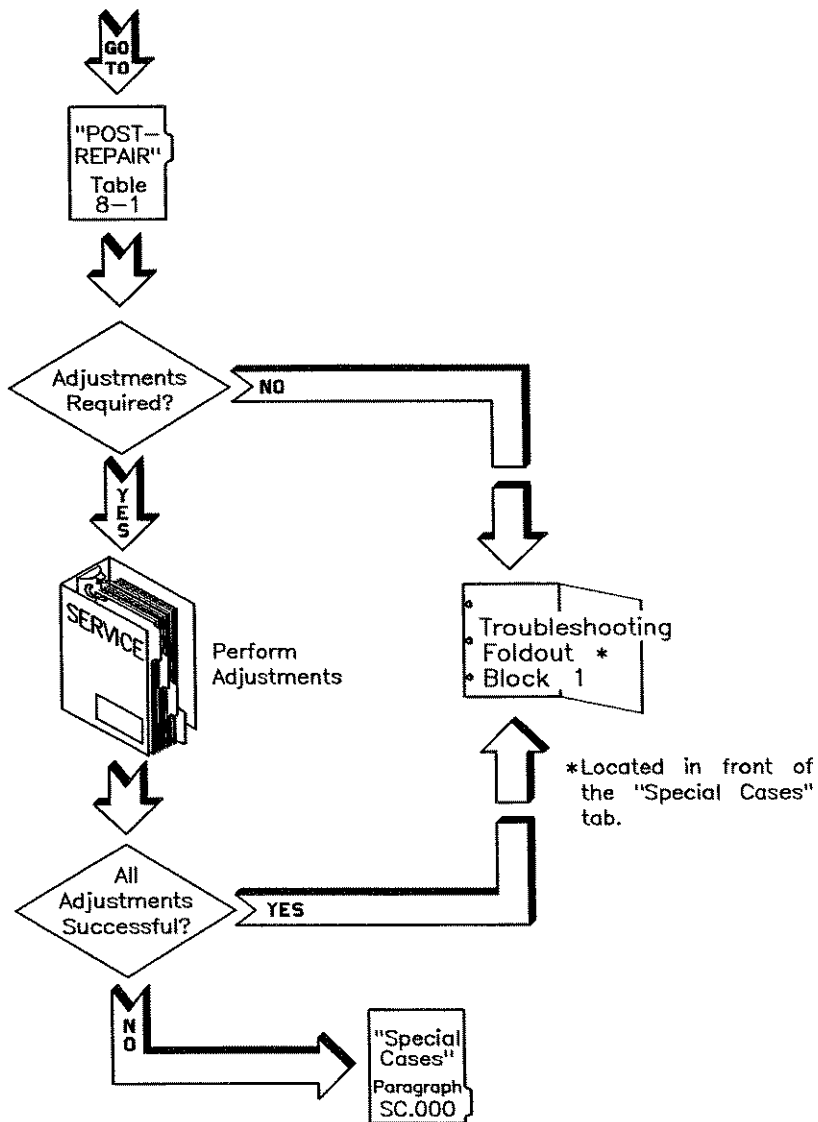 GO
TO
"POST-
REPAIR"
Table
8-1
Adjustments
Required?
NO
YES
SERVICE
Perform
Adjustments
Troubleshooting
Foldout *
Block 1
*Located in front of
the "Special Cases"
tab.
All
Adjustments
Successful?
YES
NO
"Special
Cases"
Paragraph
SC.000